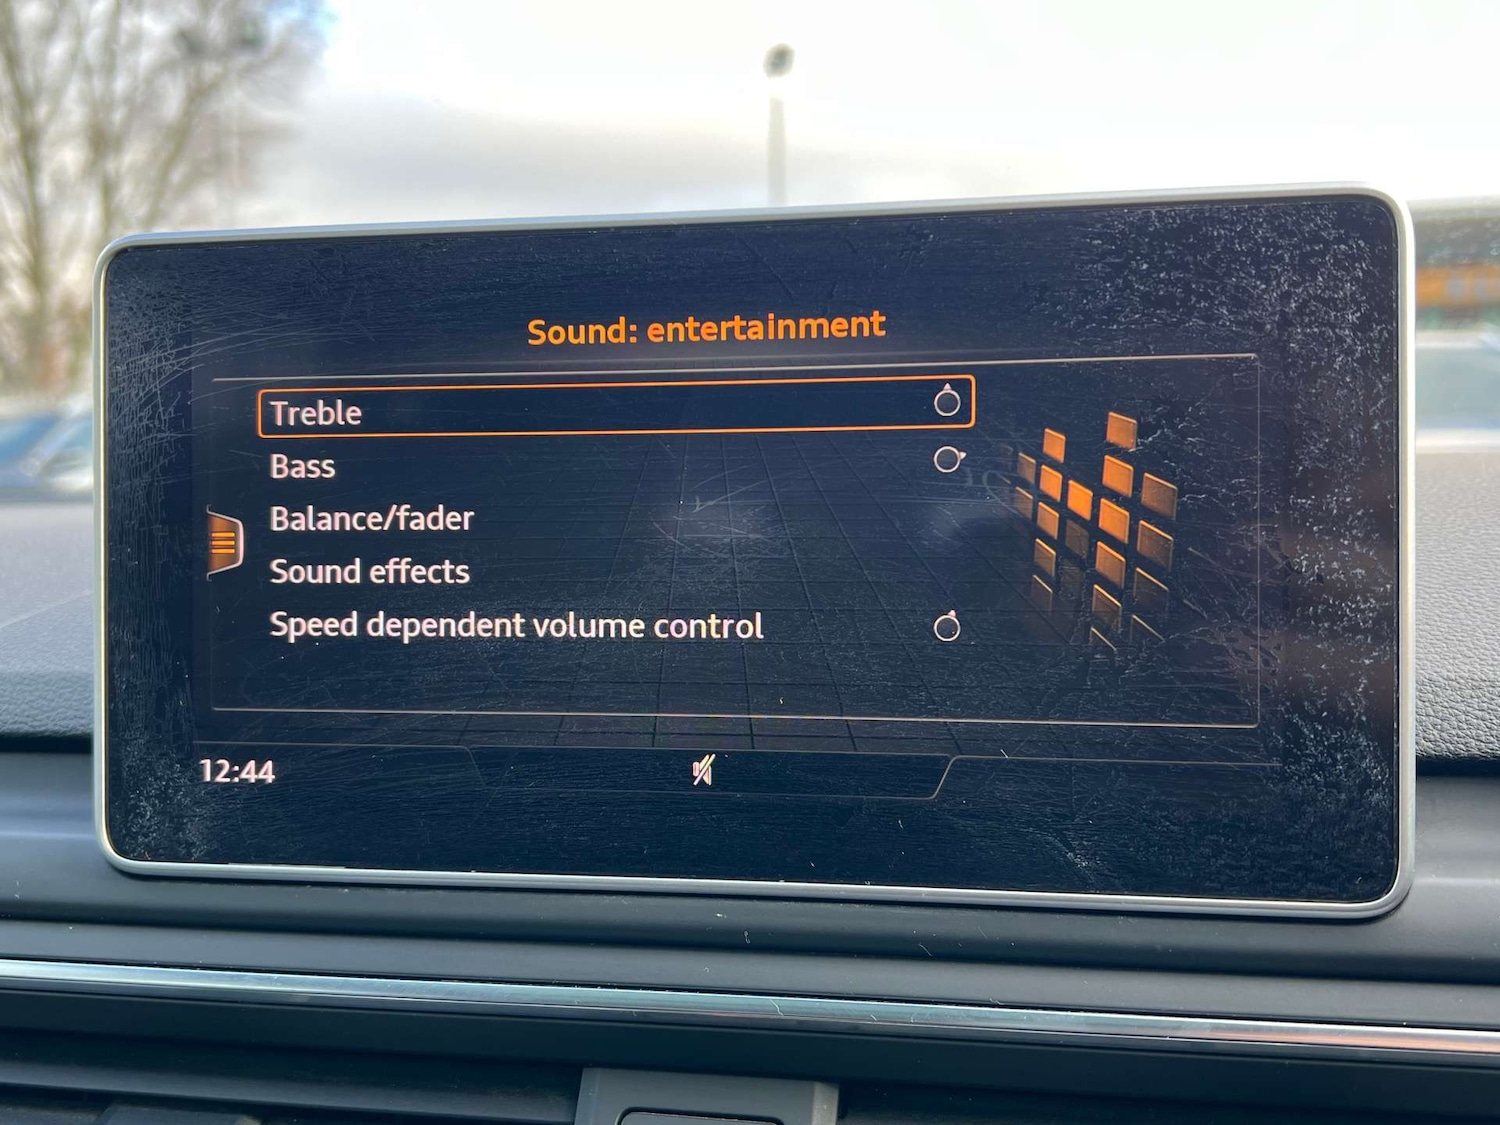 Sound: entertainment
Treble
Bass
Balance/fader
Sound effects
Speed dependent volume control
12:44